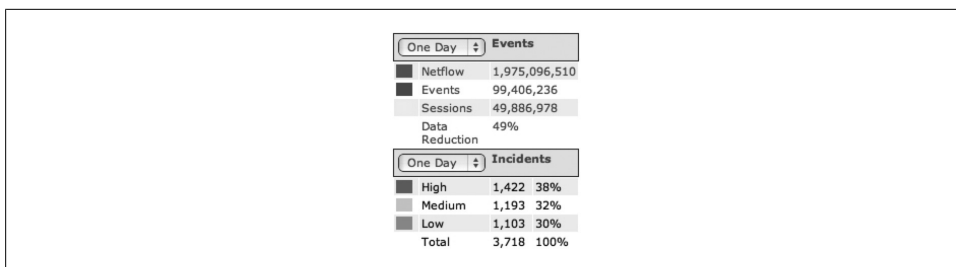 One Day Events
Netflow 1,975,096,510
Events 99,406,236
Sessions 49,886,978
Data 49%
Reduction
One Day Incidents
High 1,422 38%
Medium 1,193 32%
Low 1,103 30%
Total 3,718 100%